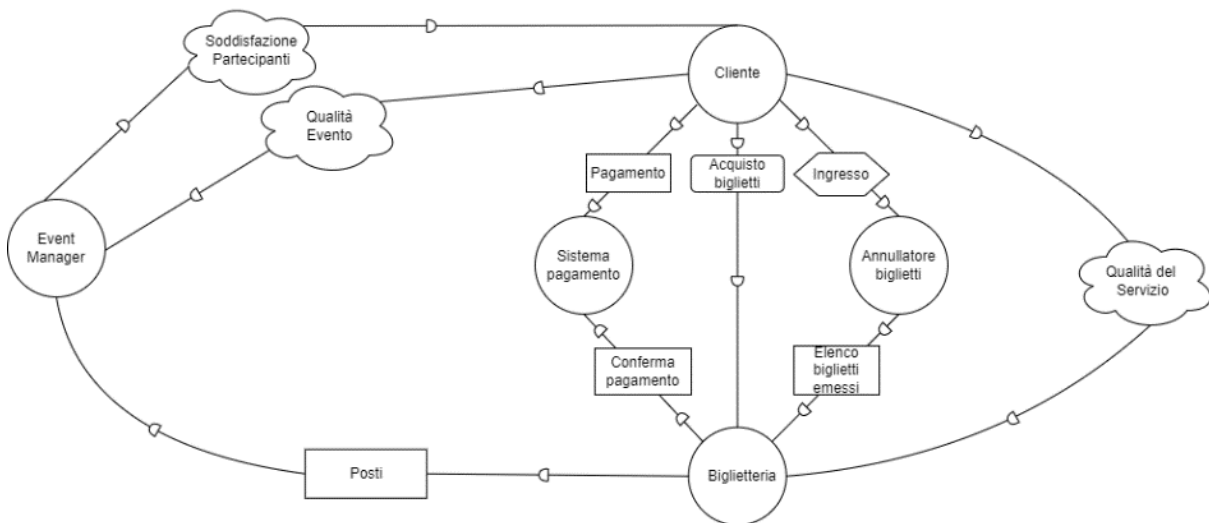 Soddisfazione
Partecipanti
Cliente
Qualità
Evento
Pagamento
Acquisto
biglietti
Ingresso
Event
Manager
Sistema
pagamento
Annullatore
biglietti
Qualità del
Servizio
Conferma
pagamento
Elenco
biglietti
emessi
Posti
Biglietteria